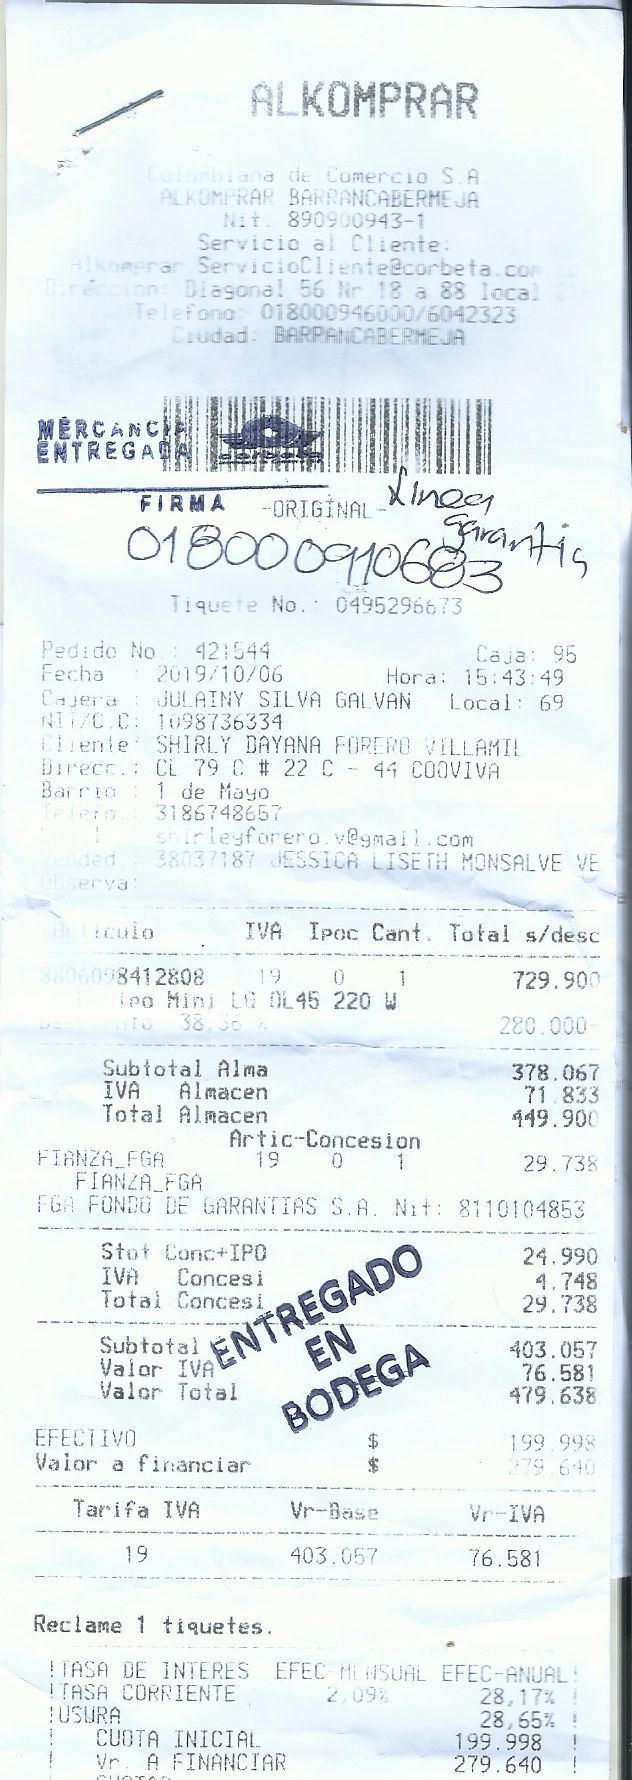 ALKOMPRAR
Colombiana de Comercio S.A.
ALKOMPRAR BARRANCABERMEJA
Nit. 890900943-1
Servicio al Cliente:
Alkomprar.ServicioCliente@corbeta.com.co
Dirección: Diagonal 56 Nr 18 a 88 local 216
Telefono: 018000946000/6042323
Ciudad: BARRANCABERMEJA
MERCANCIA
ENTREGADA
FIRMA
-ORIGINAL-
Linea
garantia
018000910683
Tiquete No.: 0495296673
Pedido No.: 421544 Caja: 95
Fecha : 2019/10/06 Hora: 15:43:49
Cajera : JULAINY SILVA GALVAN Local: 69
NIT/C.C: 1098736334
Cliente: SHIRLY DAYANA FORERO VILLAMIL
Direcc.: CL 79 C # 22 C - 44 COOVIVA
Barrio : 1 de Mayo
Telefo.: 3186748657
shirleyforero.v@gmail.com
Vended : 38037187 JESSICA LISETH MONSALVE VE
Observa:
Articulo IVA Ipoc Cant. Total s/desc
8806098412808 19 0 1 729.900
Equipo Mini LG OL45 220 W
Descuento 38,36 % 280.000-
Subtotal Alma 378.067
IVA Almacen 71.833
Total Almacen 449.900
Artic-Concesion
FIANZA_FGA 19 0 1 29.738
FIANZA_FGA
FGA FONDO DE GARANTIAS S.A. Nit: 8110104853
Stot Conc+IPO 24.990
IVA Concesi 4.748
Total Concesi 29.738
ENTREGADO
EN
BODEGA
Subtotal 403.057
Valor IVA 76.581
Valor Total 479.638
EFECTIVO $ 199.998
Valor a financiar $ 279.640
Tarifa IVA Vr-Base Vr-IVA
19 403.057 76.581
Reclame 1 tiquetes.
!TASA DE INTERES EFEC-MENSUAL EFEC-ANUAL!
!TASA CORRIENTE 2,09% 28,17% !
!USURA 28,65% !
! CUOTA INICIAL 199.998 !
! Vr. A FINANCIAR 279.640 !